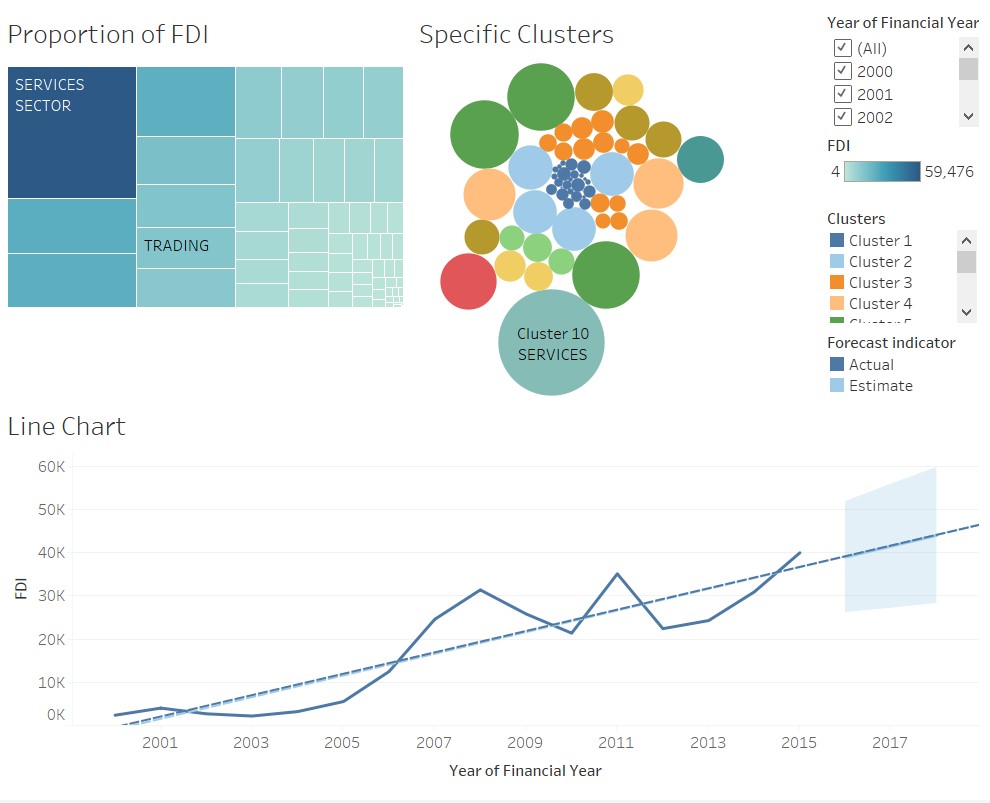 Proportion of FDI
SERVICES
SECTOR
TRADING
Specific Clusters
Cluster 10
SERVICES
Year of Financial Year
(All)
2000
2001
2002
FDI
4
59,476
Clusters
Cluster 1
Cluster 2
Cluster 3
Cluster 4
Forecast indicator
Actual
Estimate
Line Chart
60K
50K
40K
30K
20K
10K
0K
FDI
2001 2003 2005 2007 2009 2011 2013 2015 2017
Year of Financial Year